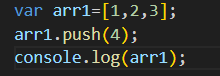 var arr1=[1,2,3];
arr1.push(4);
console.log(arr1);